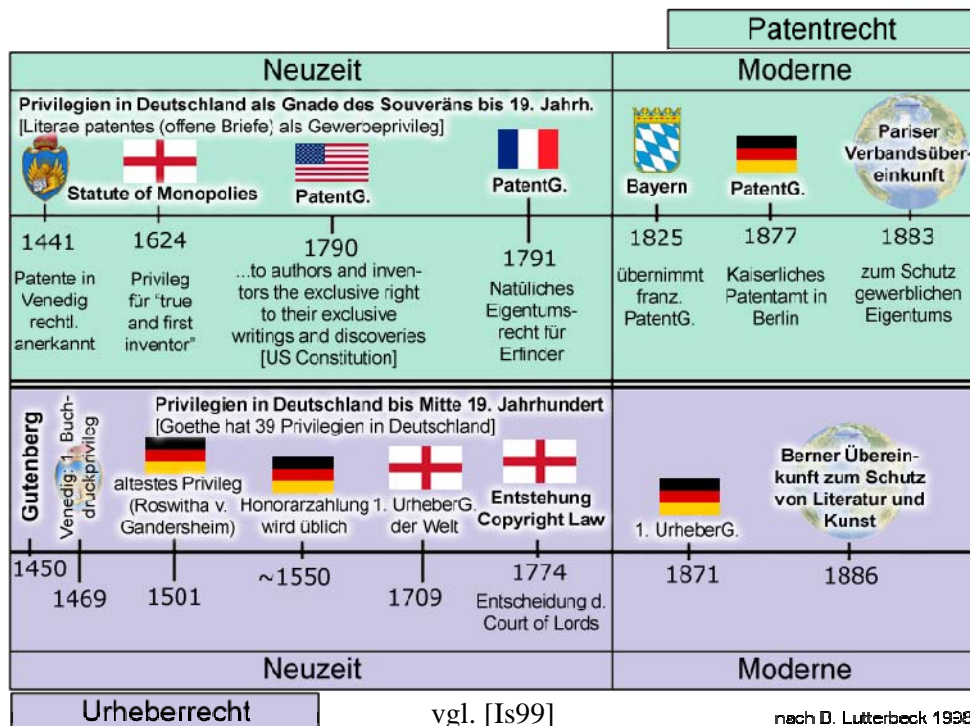 Patentrecht
Neuzeit
Moderne
Privilegien in Deutschland als Gnade des Souveräns bis 19. Jahrh.
[Literae patentes (offene Briefe) als Gewerbeprivileg]
Statute of Monopolies
PatentG.
PatentG.
Bayern
PatentG.
Pariser
Verbandsüber-
einkunft
1441
1624
1790
1791
1825
1877
1883
Patente in
Venedig
rechtl.
anerkannt
Privileg
für "true
and first
inventor"
...to authors and inven-
tors the exclusive right
to their exclusive
writings and discoveries
[US Constitution]
Natüliches
Eigentums-
recht für
Erfinder
übernimmt
franz.
PatentG.
Kaiserliches
Patentamt in
Berlin
zum Schutz
gewerblichen
Eigentums
Privilegien in Deutschland bis Mitte 19. Jahrhundert
[Goethe hat 39 Privilegien in Deutschland]
Gutenberg
Venedig: 1. Buch-
druckprivileg
altestes Privileg
(Roswitha v.
Gandersheim)
Honorarzahlung
wird üblich
1. UrheberG.
der Welt
Entstehung
Copyright Law
1. UrheberG.
Berner Überein-
kunft zum Schutz
von Literatur und
Kunst
1450
1469
1501
~1550
1709
1774
1871
1886
Entscheidung d.
Court of Lords
Neuzeit
Moderne
Urheberrecht
vgl. [Is99]
nach D. Lutterbeck 1998